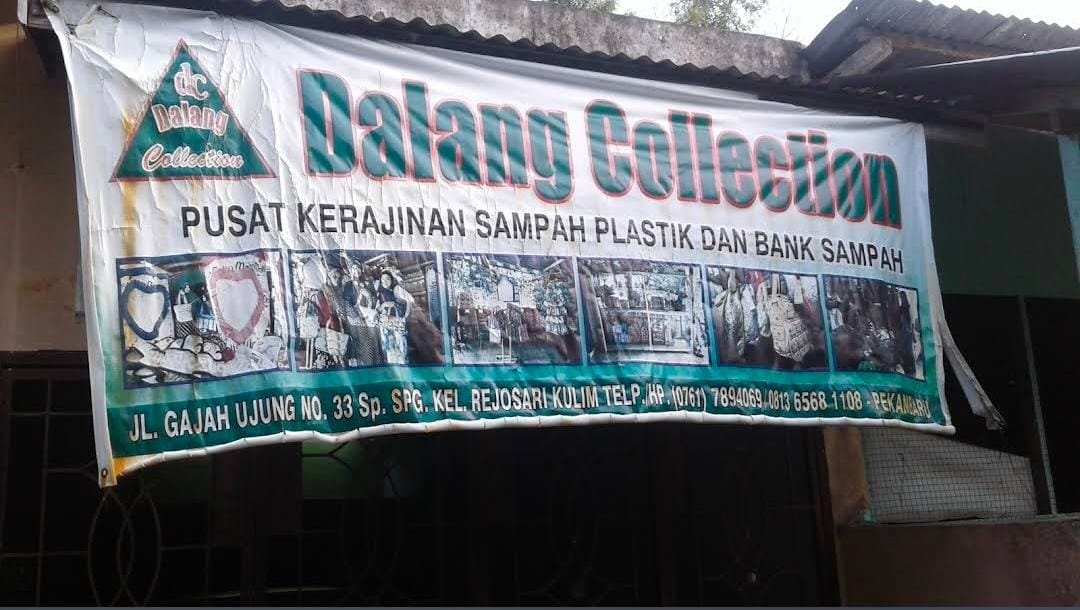 dc
Dalang
Collection
Dalang Collection
PUSAT KERAJINAN SAMPAH PLASTIK DAN BANK SAMPAH
JL. GAJAH UJUNG NO. 33 Sp. SPG. KEL. REJOSARI KULIM TELP./HP. (0761) 7894069 / 0813 6568 1108 - PEKANBARU